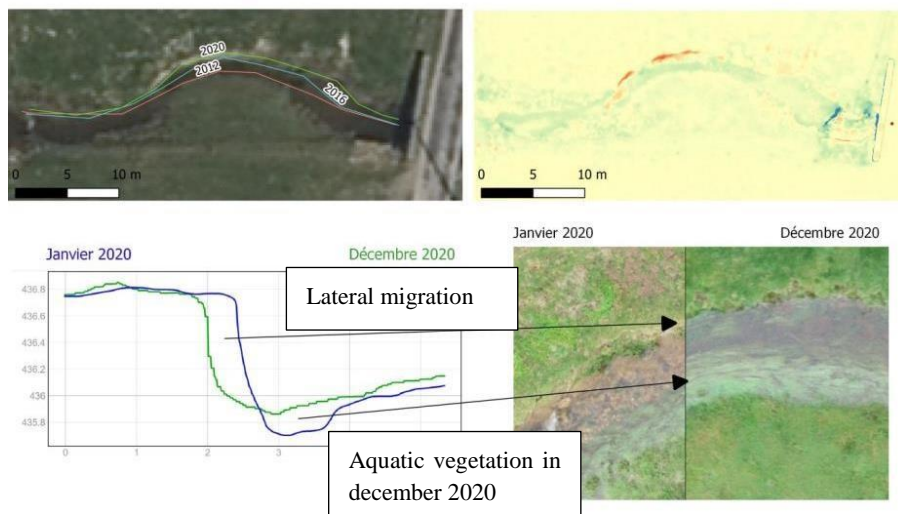 2020
2012
2016
0 5 10 m
0 5 10 m
Janvier 2020 Décembre 2020
436.8
436.6
436.4
436.2
436
435.8
0 1 2 3
Lateral migration
Aquatic vegetation in
december 2020
Janvier 2020 Décembre 2020